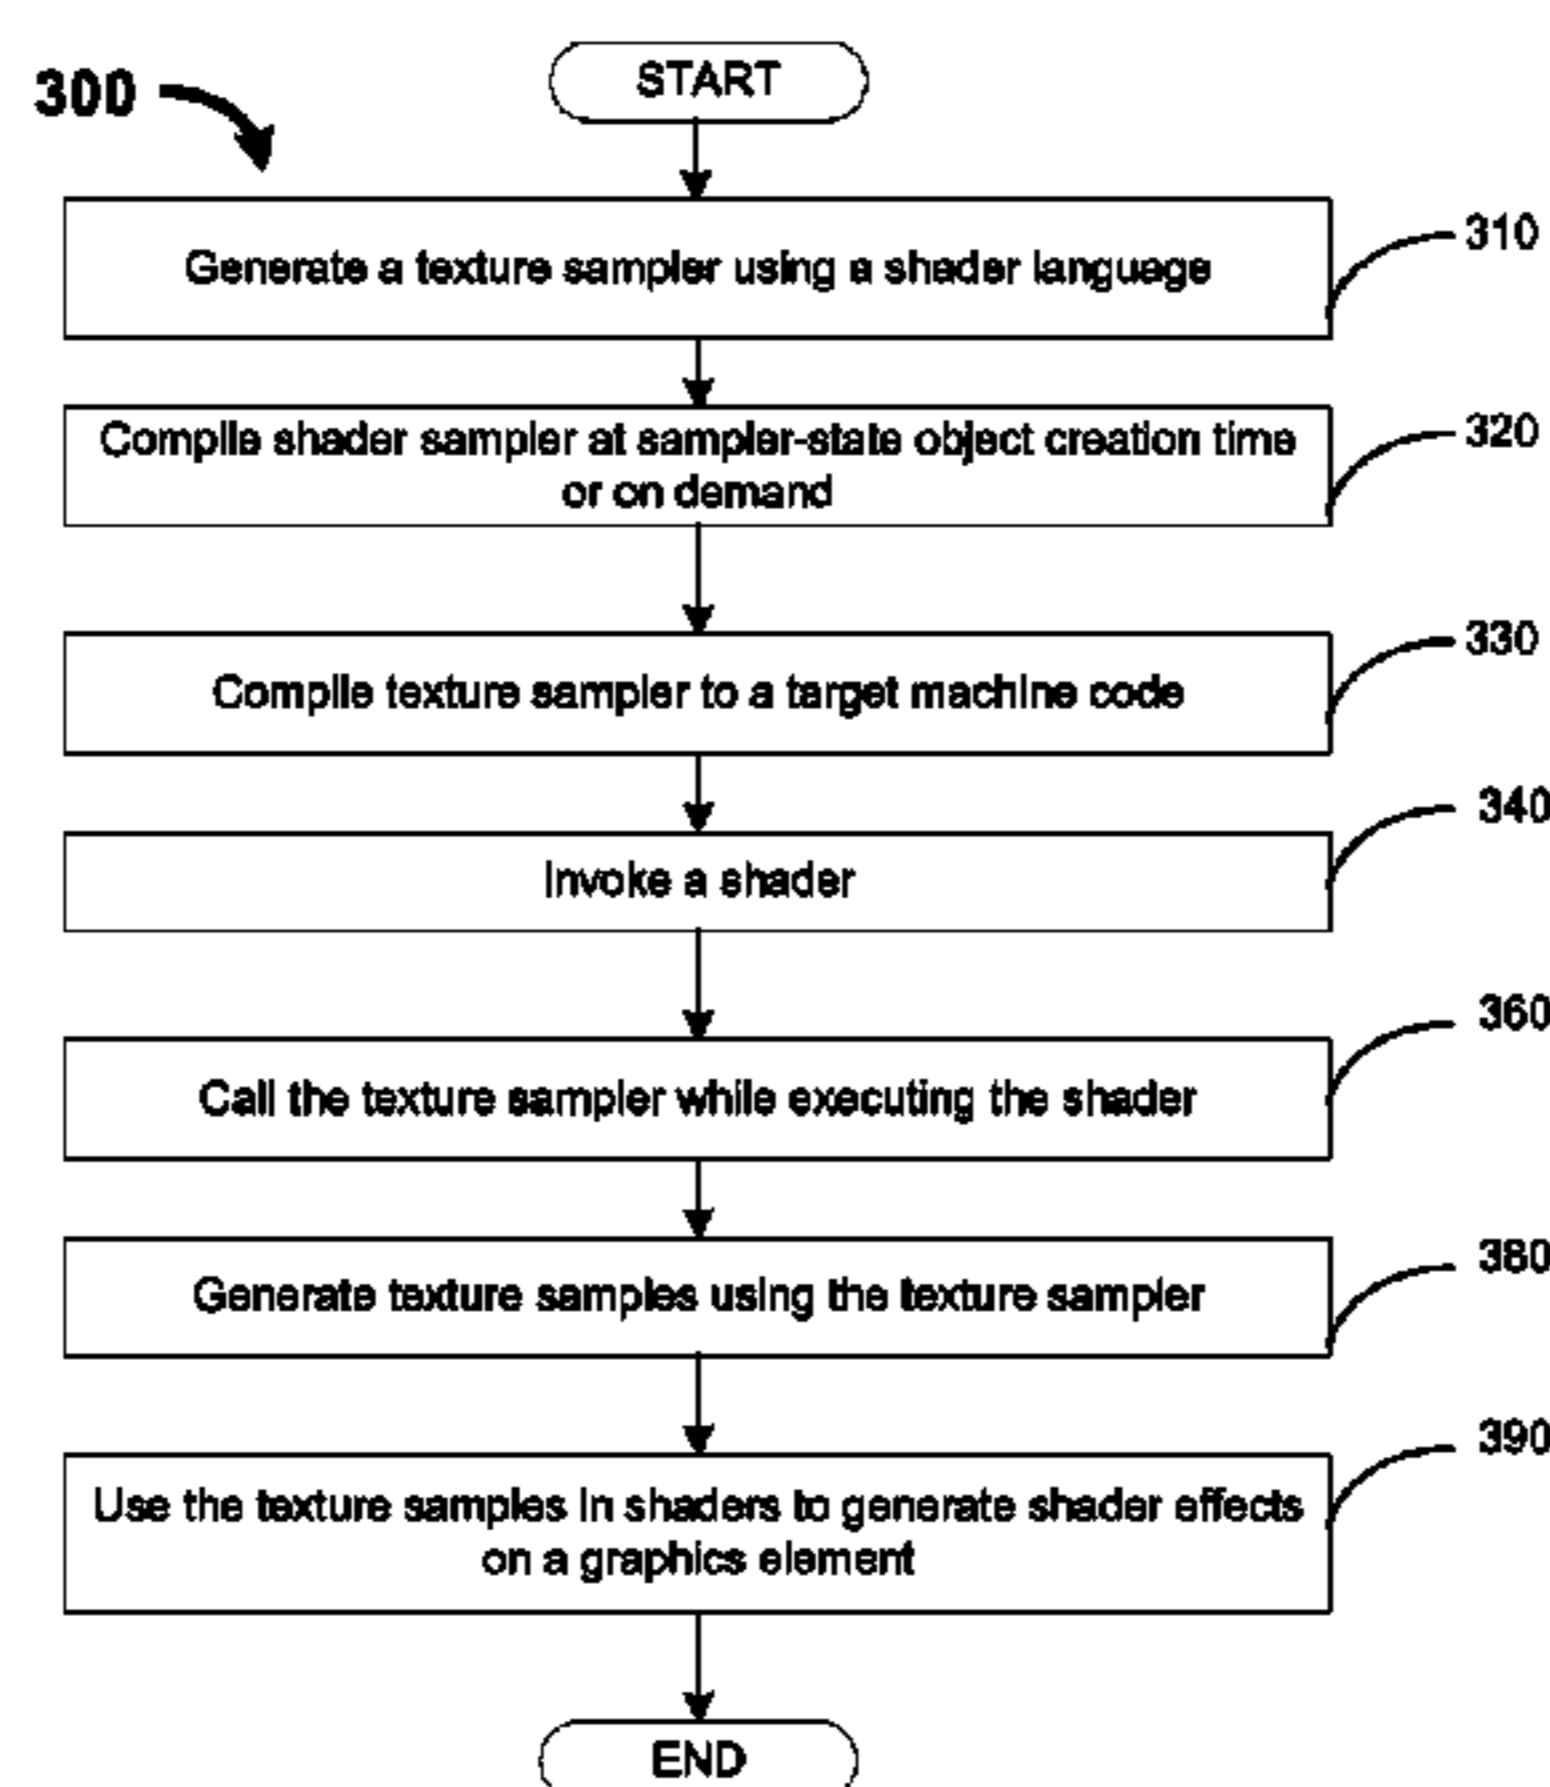 300
START
Generate a texture sampler using a shader language
310
Compile shader sampler at sampler-state object creation time
or on demand
320
Compile texture sampler to a target machine code
330
Invoke a shader
340
Call the texture sampler while executing the shader
360
Generate texture samples using the texture sampler
380
Use the texture samples in shaders to generate shader effects
on a graphics element
390
END